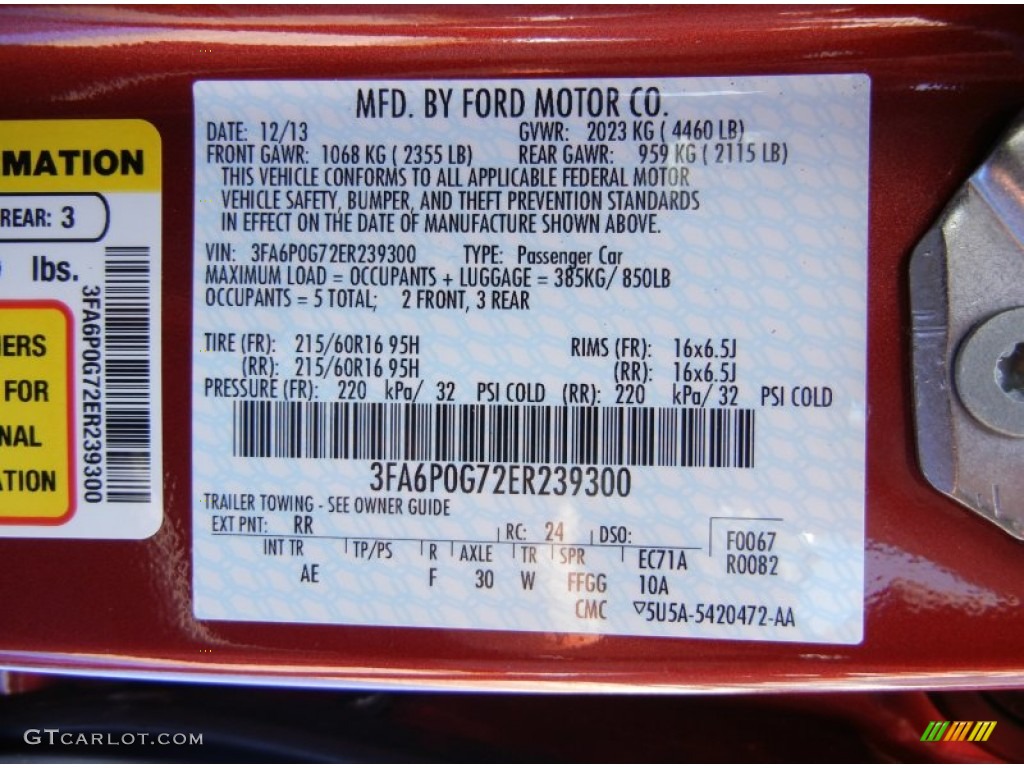 MFD. BY FORD MOTOR CO.
DATE: 12/13 GVWR: 2023 KG ( 4460 LB)
FRONT GAWR: 1068 KG ( 2355 LB) REAR GAWR: 959 KG ( 2115 LB)
THIS VEHICLE CONFORMS TO ALL APPLICABLE FEDERAL MOTOR
VEHICLE SAFETY, BUMPER, AND THEFT PREVENTION STANDARDS
IN EFFECT ON THE DATE OF MANUFACTURE SHOWN ABOVE.
VIN: 3FA6P0G72ER239300 TYPE: Passenger Car
MAXIMUM LOAD = OCCUPANTS + LUGGAGE = 385KG/ 850LB
OCCUPANTS = 5 TOTAL; 2 FRONT, 3 REAR
TIRE (FR): 215/60R16 95H RIMS (FR): 16x6.5J
(RR): 215/60R16 95H (RR): 16x6.5J
PRESSURE (FR): 220 kPa/ 32 PSI COLD (RR): 220 kPa/ 32 PSI COLD
3FA6P0G72ER239300
TRAILER TOWING - SEE OWNER GUIDE
EXT PNT: RR RC: 24 DSO:
INT TR TP/PS R AXLE TR SPR EC71A
AE F 30 W FFGG 10A
CMC ▽5U5A-5420472-AA
F0067
R0082
MATION
REAR: 3
lbs.
3FA6P0G72ER239300
ERS
FOR
NAL
TION
GTCARLOT.COM